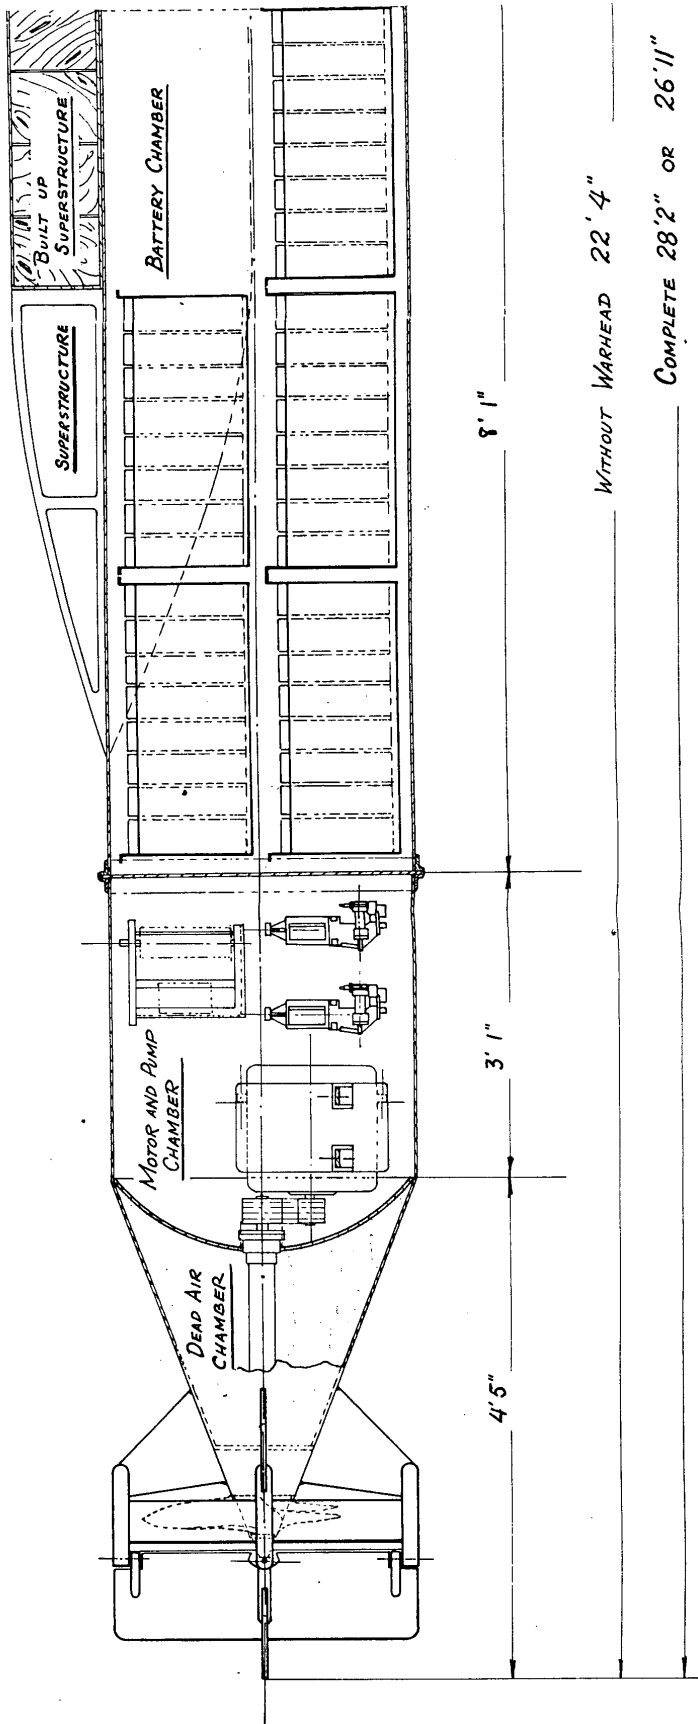 BUILT UP
SUPERSTRUCTURE
SUPERSTRUCTURE
BATTERY CHAMBER
MOTOR AND PUMP
CHAMBER
DEAD AIR
CHAMBER
8' 1"
3' 1"
4'5"
WITHOUT WARHEAD 22' 4"
COMPLETE 28'2" OR 26'11"